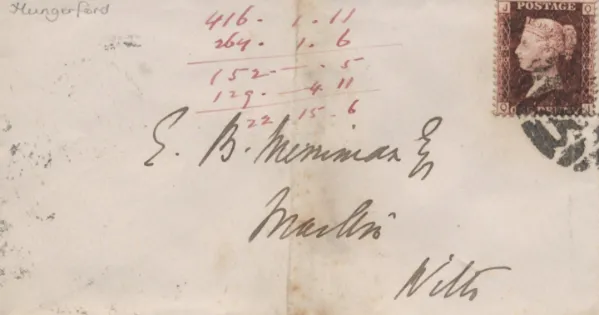 Hungerford
416 . 1 . 11
264 . 1 . 6
152 — . 5
129 . — 4 . 11
22 . 15 . 6
POSTAGE
J O
O J
E. B. Merriman Esq
Marlbro
Wilts